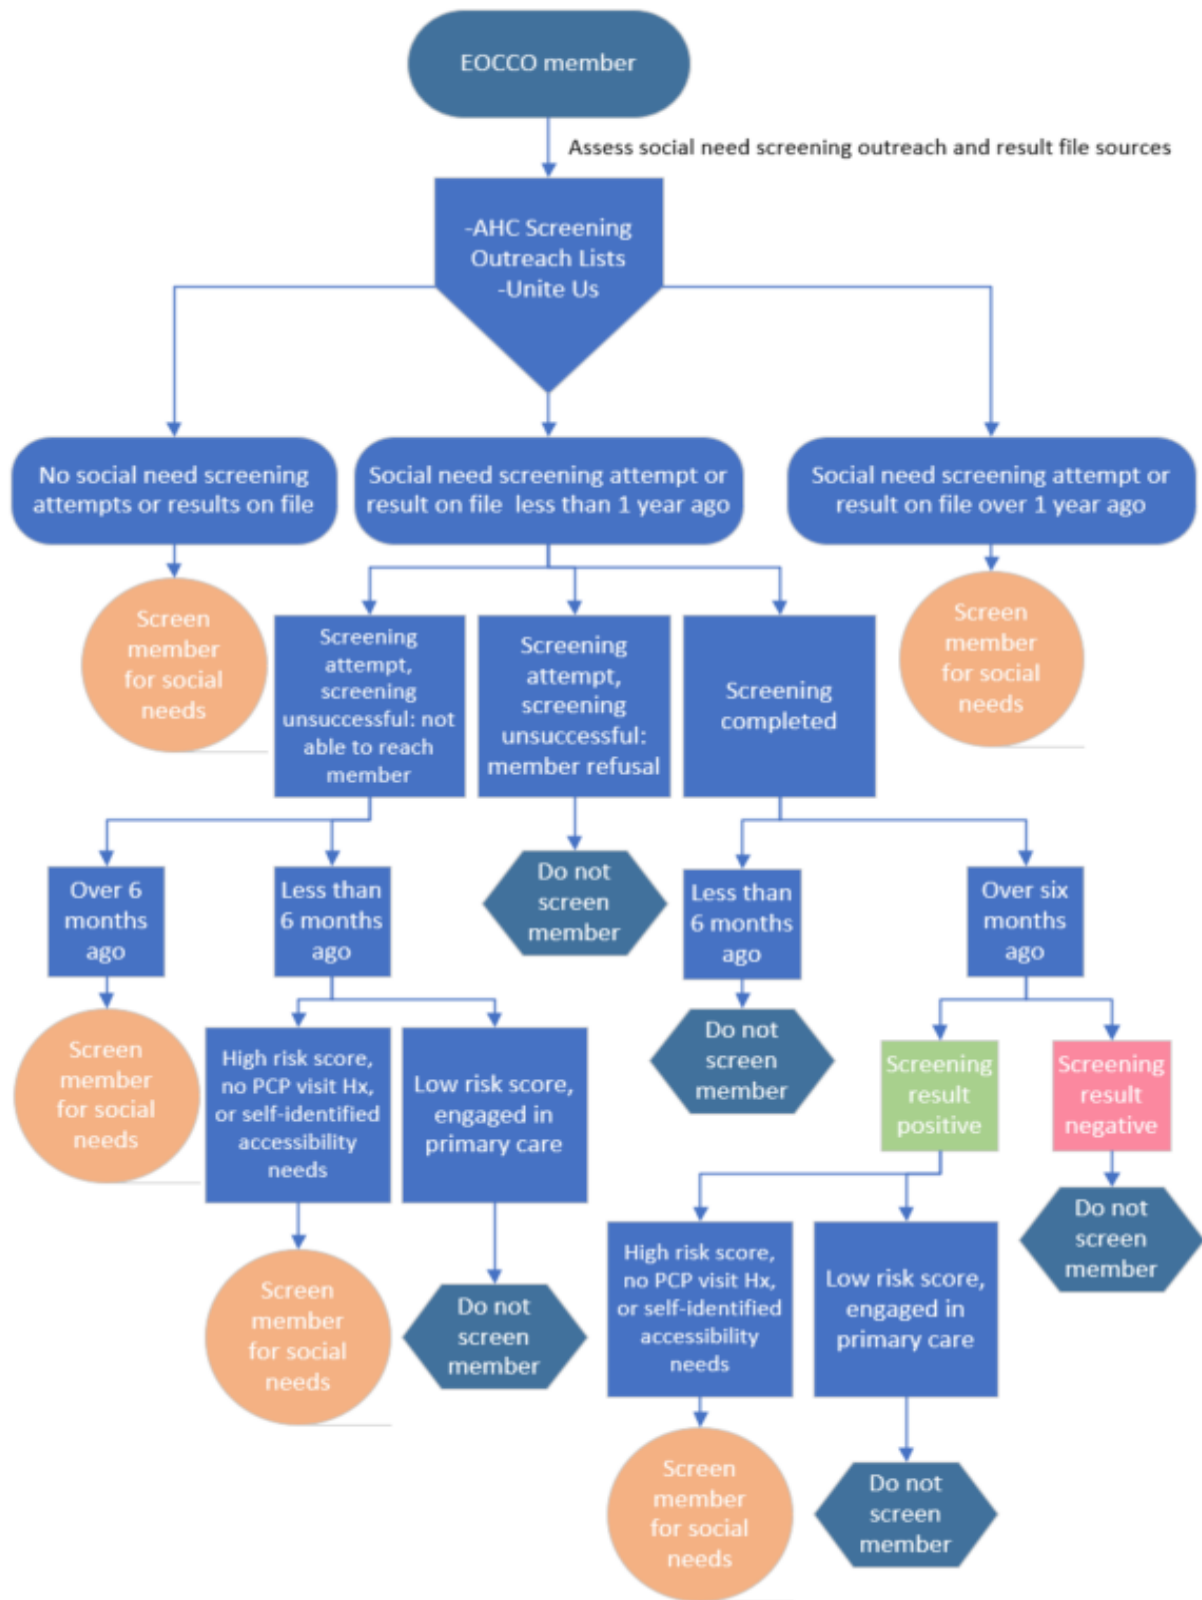 EOCCO member
Assess social need screening outreach and result file sources
-AHC Screening
Outreach Lists
-Unite Us
No social need screening
attempts or results on file
Social need screening attempt or
result on file less than 1 year ago
Social need screening attempt or
result on file over 1 year ago
Screen
member
for social
needs
Screening
attempt,
screening
unsuccessful: not
able to reach
member
Screening
attempt,
screening
unsuccessful:
member refusal
Screening
completed
Screen
member
for social
needs
Over 6
months
ago
Less than
6 months
ago
Do not
screen
member
Less than
6 months
ago
Over six
months
ago
Screen
member
for social
needs
High risk score,
no PCP visit Hx,
or self-identified
accessibility
needs
Low risk score,
engaged in
primary care
Do not
screen
member
Screening
result
positive
Screening
result
negative
Screen
member
for social
needs
Do not
screen
member
High risk score,
no PCP visit Hx,
or self-identified
accessibility
needs
Low risk score,
engaged in
primary care
Do not
screen
member
Screen
member
for social
needs
Do not
screen
member